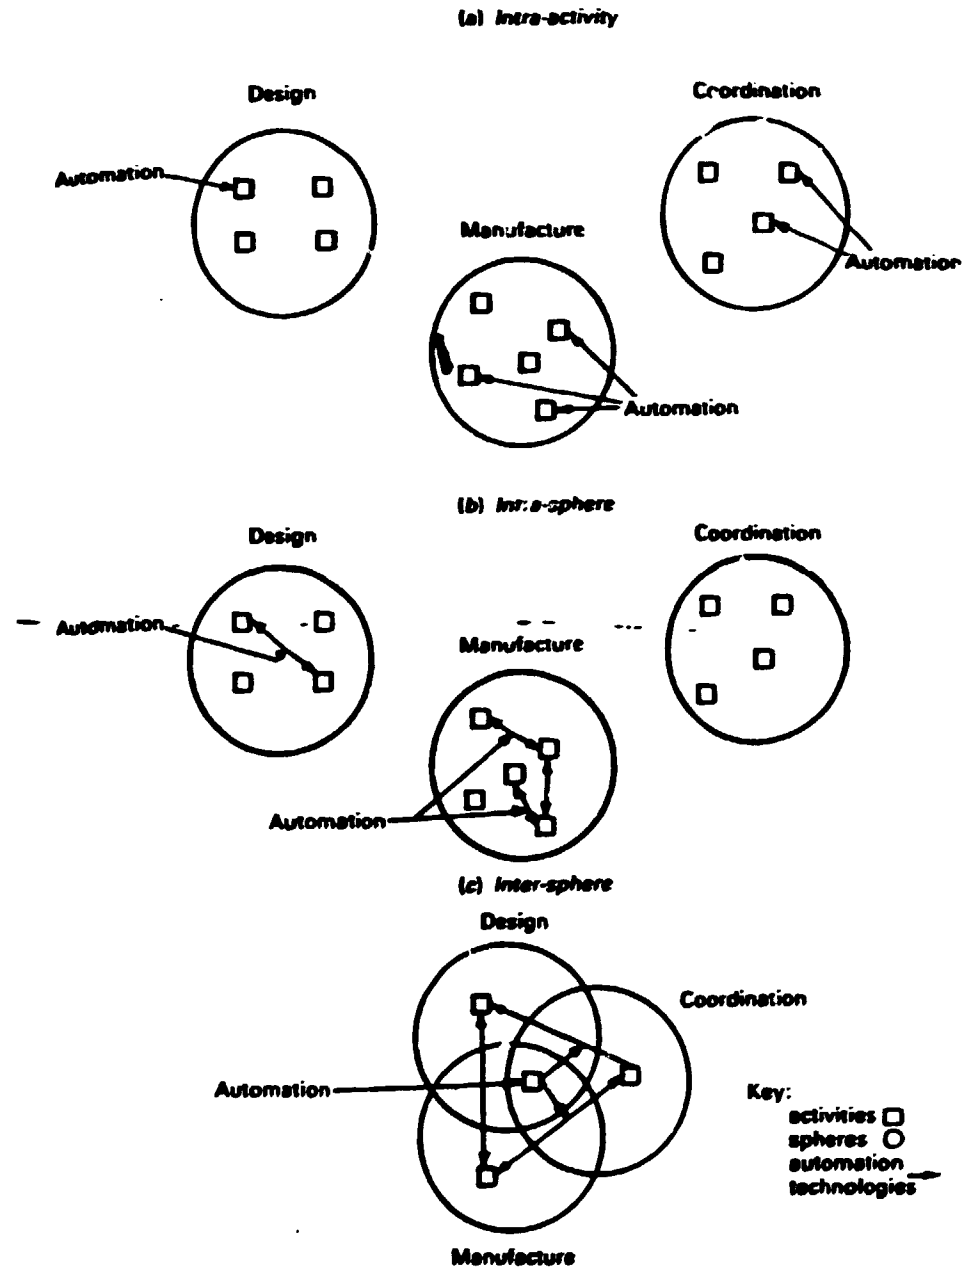 (a) Intra-activity
Design
Coordination
Automation
Manufacture
Automation
Automation
(b) Intra-sphere
Design
Coordination
Automation
Manufacture
Automation
(c) Inter-sphere
Design
Coordination
Automation
Key:
activities
spheres
automation
technologies
Manufacture